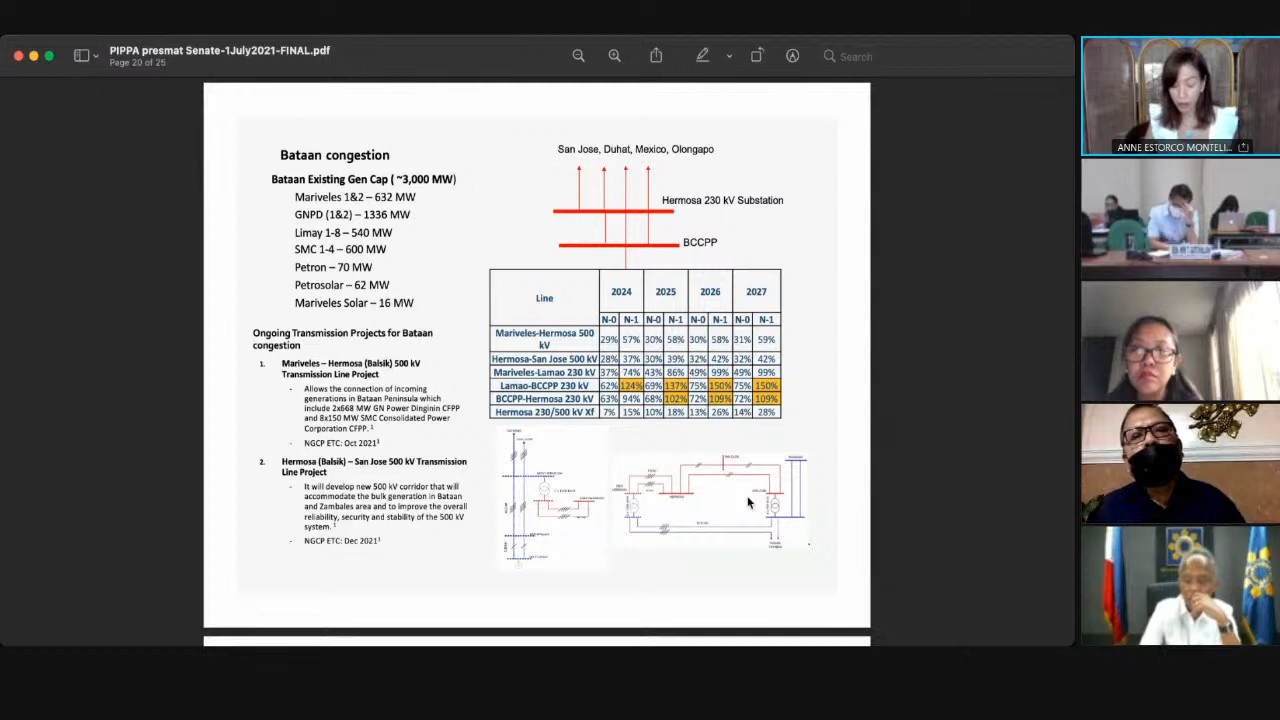 PIPPA presmat Senate-1July2021-FINAL.pdf
Page 20 of 25
Search
Bataan congestion
Bataan Existing Gen Cap ( ~3,000 MW)
Mariveles 1&2 – 632 MW
GNPD (1&2) – 1336 MW
Limay 1-8 – 540 MW
SMC 1-4 – 600 MW
Petron – 70 MW
Petrosolar – 62 MW
Mariveles Solar – 16 MW
Ongoing Transmission Projects for Bataan
congestion
1. Mariveles – Hermosa (Balsik) 500 kV
Transmission Line Project
- Allows the connection of incoming
generations in Bataan Peninsula which
include 2x668 MW GN Power Dinginin CFPP
and 8x150 MW SMC Consolidated Power
Corporation CFPP. 1
- NGCP ETC: Oct 2021¹
2. Hermosa (Balsik) – San Jose 500 kV Transmission
Line Project
- It will develop new 500 kV corridor that will
accommodate the bulk generation in Bataan
and Zambales area and to improve the overall
reliability, security and stability of the 500 kV
system. 1
- NGCP ETC: Dec 2021¹
San Jose, Duhat, Mexico, Olongapo
Hermosa 230 kV Substation
BCCPP
Line 2024 2025 2026 2027
N-0 N-1 N-0 N-1 N-0 N-1 N-0 N-1
Mariveles-Hermosa 500
kV 29% 57% 30% 58% 30% 58% 31% 59%
Hermosa-San Jose 500 kV 28% 37% 30% 39% 32% 42% 32% 42%
Mariveles-Lamao 230 kV 37% 74% 43% 86% 49% 99% 49% 99%
Lamao-BCCPP 230 kV 62% 124% 69% 137% 75% 150% 75% 150%
BCCPP-Hermosa 230 kV 63% 94% 68% 102% 72% 109% 72% 109%
Hermosa 230/500 kV Xf 7% 15% 10% 18% 13% 26% 14% 28%
ANNE ESTORCO MONTELI...